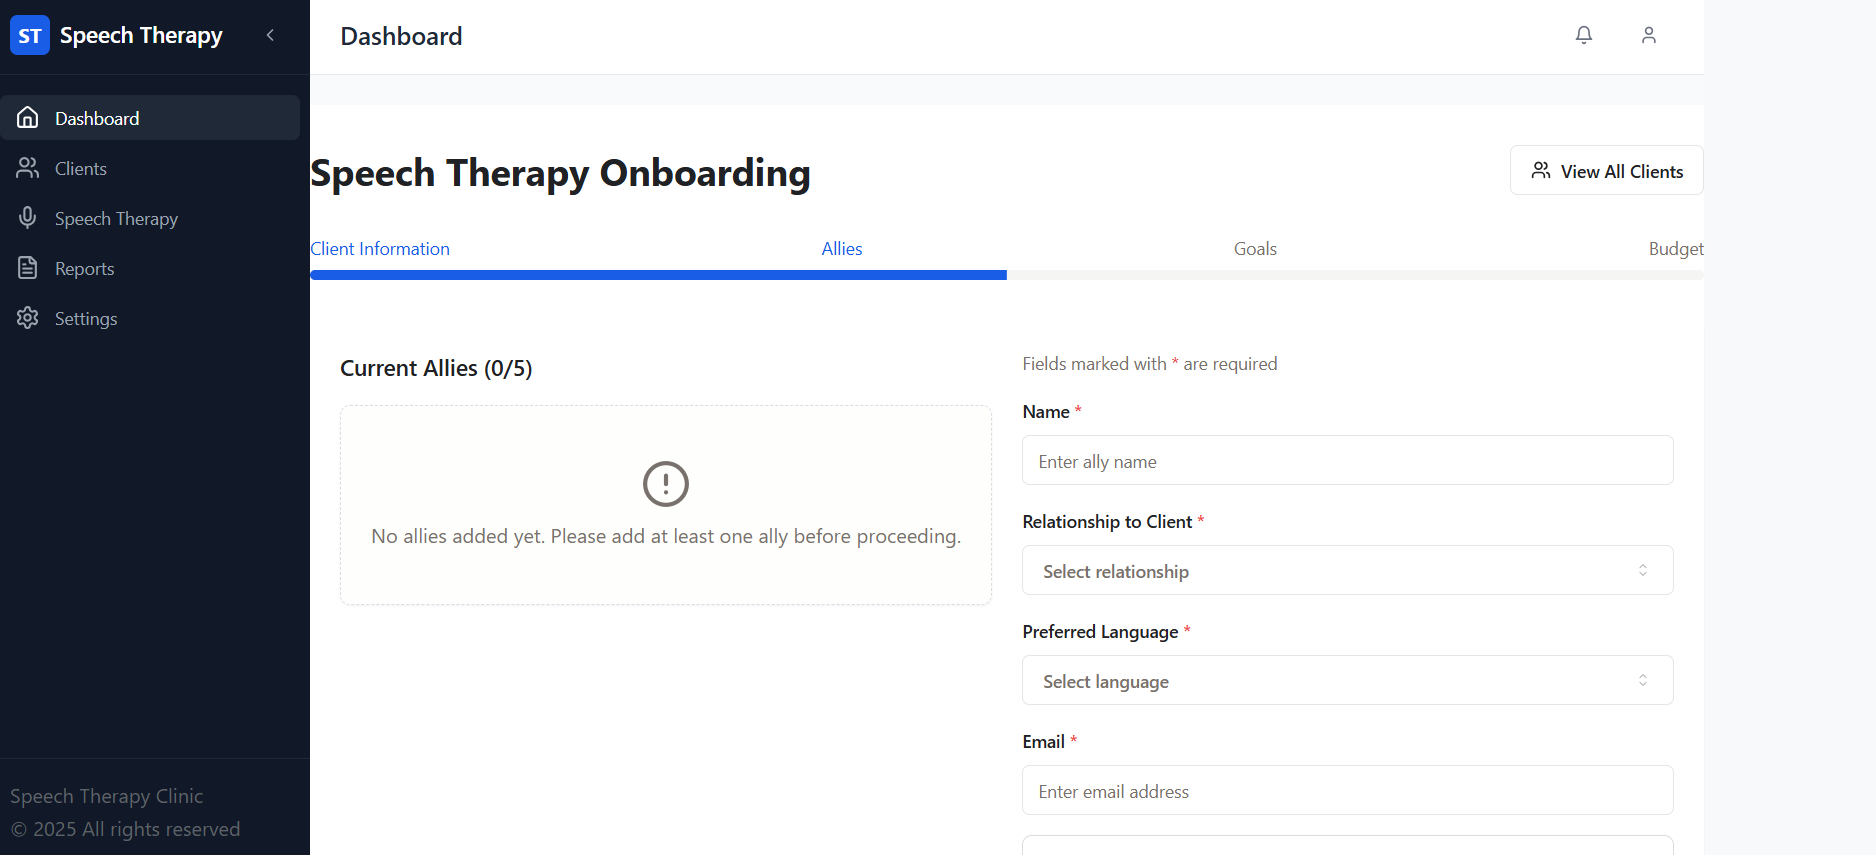 ST Speech Therapy
Dashboard
Clients
Speech Therapy
Reports
Settings
Speech Therapy Clinic
© 2025 All rights reserved
Dashboard
Speech Therapy Onboarding
View All Clients
Client Information Allies Goals Budget
Current Allies (0/5)
No allies added yet. Please add at least one ally before proceeding.
Fields marked with * are required
Name *
Enter ally name
Relationship to Client *
Select relationship
Preferred Language *
Select language
Email *
Enter email address